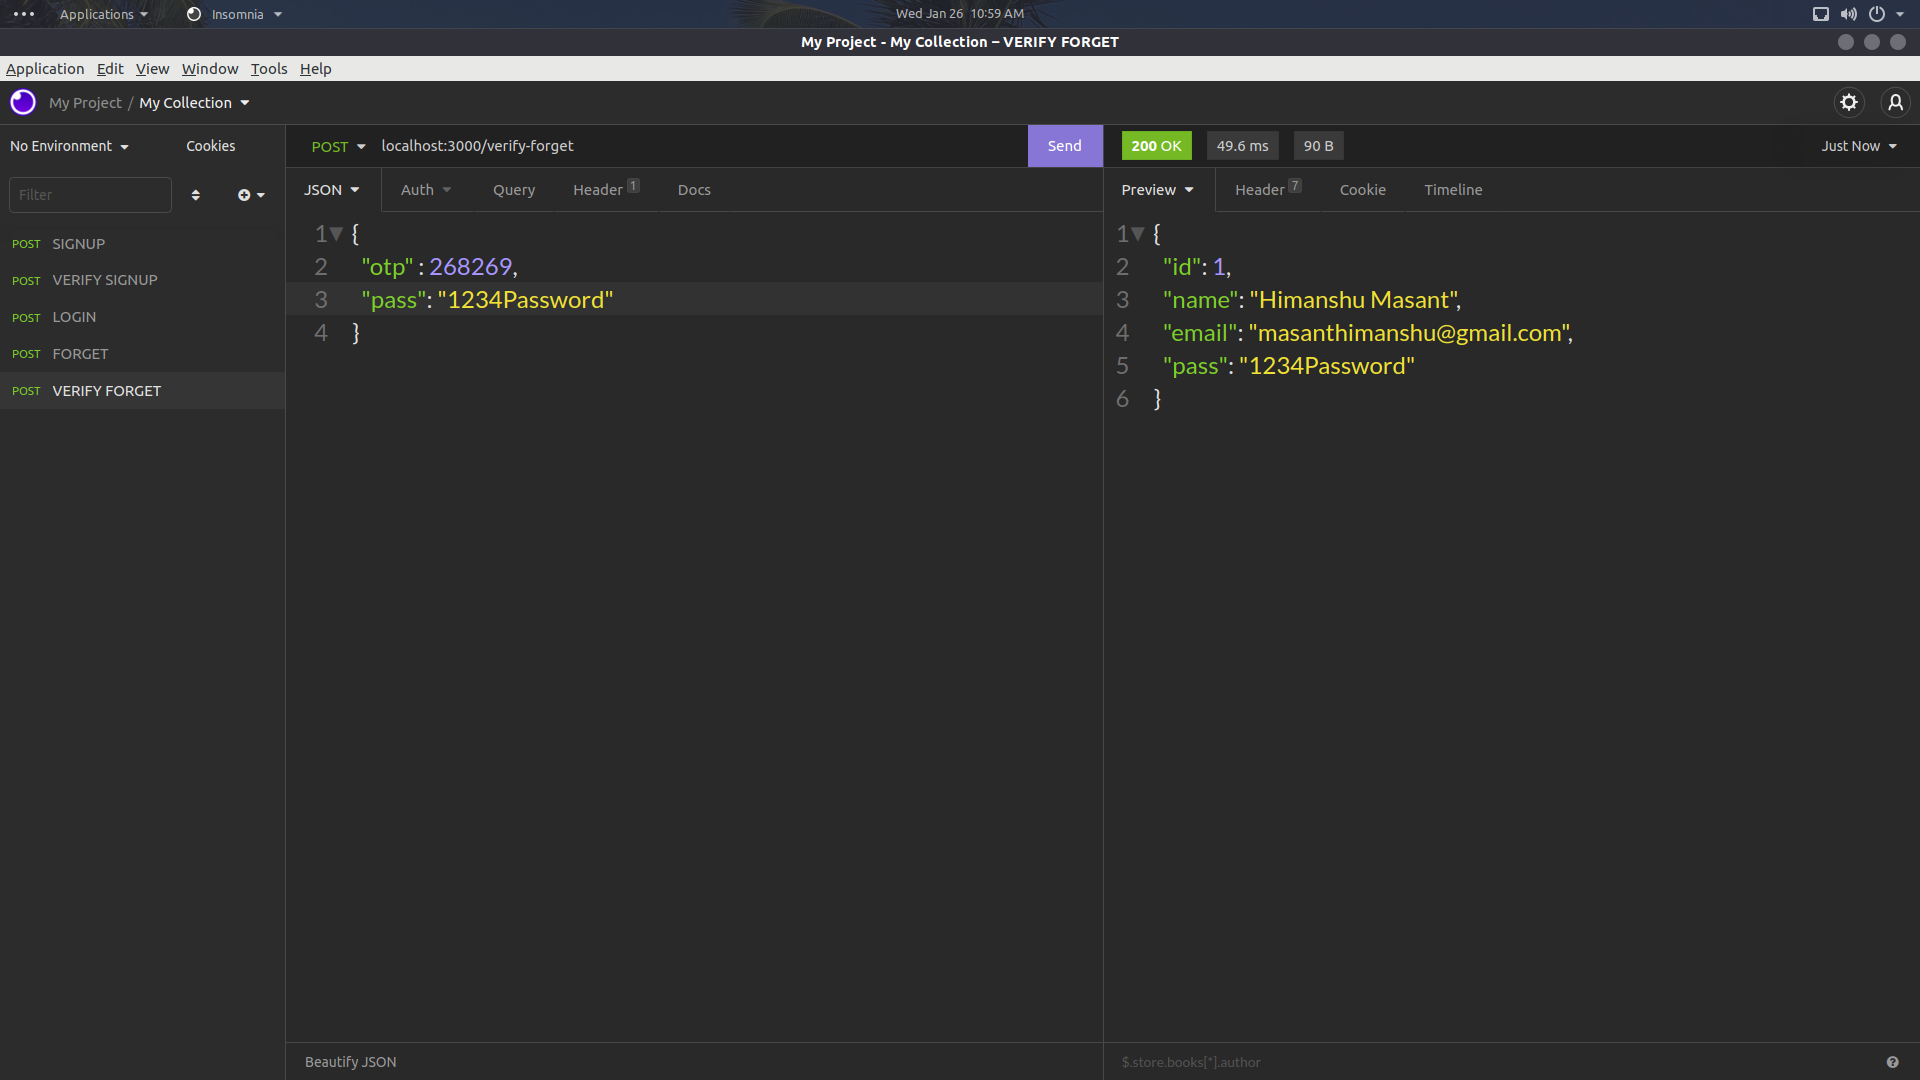 Applications
Insomnia
Wed Jan 26 10:59 AM
My Project - My Collection – VERIFY FORGET
Application Edit View Window Tools Help
My Project / My Collection
No Environment
Cookies
POST localhost:3000/verify-forget
Send
200 OK
49.6 ms
90 B
Just Now
Filter
JSON Auth Query Header 1 Docs
Preview Header 7 Cookie Timeline
POST SIGNUP
POST VERIFY SIGNUP
POST LOGIN
POST FORGET
POST VERIFY FORGET
1 {
2 "otp" : 268269,
3 "pass": "1234Password"
4 }
1 {
2 "id": 1,
3 "name": "Himanshu Masant",
4 "email": "masanthimanshu@gmail.com",
5 "pass": "1234Password"
6 }
Beautify JSON
$.store.books[*].author